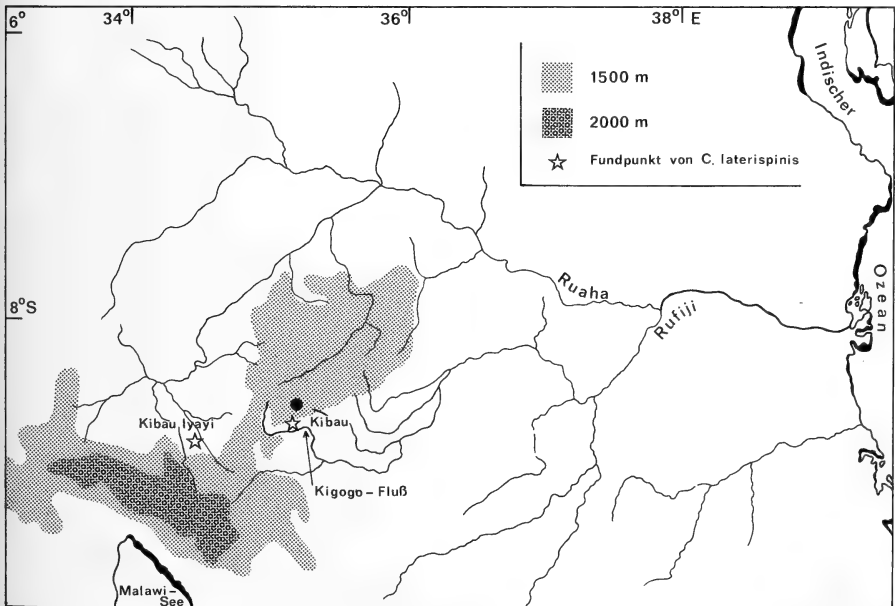 6°
34°
36°
38° E
Indischer
1500 m
2000 m
Fundpunkt von C. laterispinis
Ozean
Ruaha
Rufiji
8°S
Kibau Iyayi
Kibau
Kigogo-Fluß
Malawi-
See